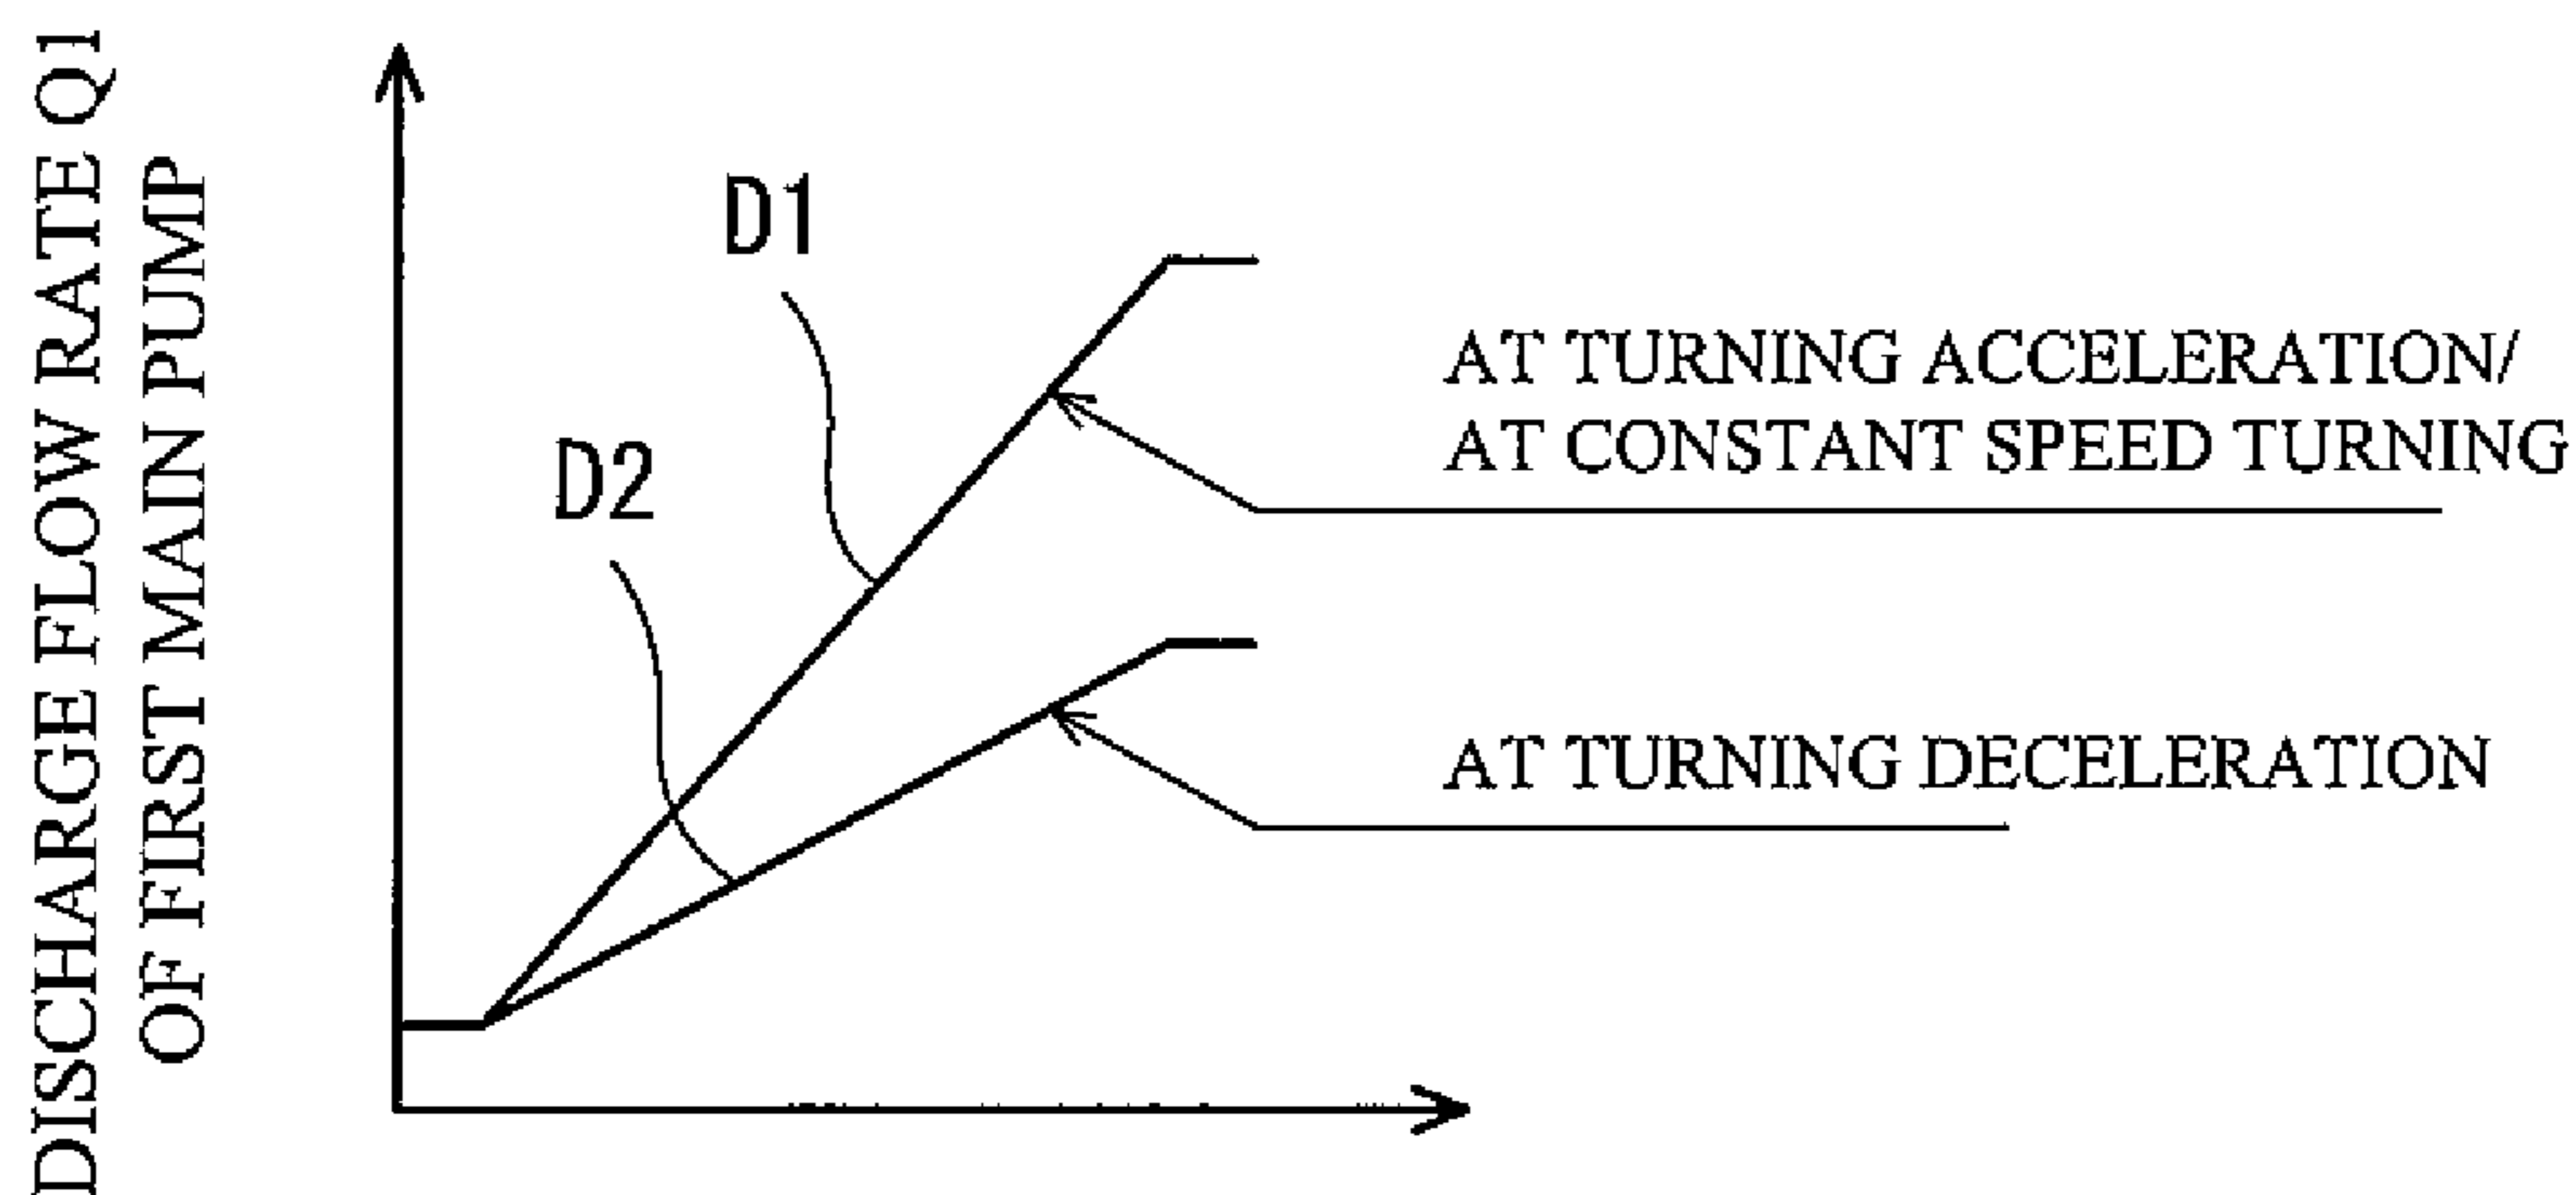 DISCHARGE FLOW RATE Q1
OF FIRST MAIN PUMP
D1
D2
AT TURNING ACCELERATION/
AT CONSTANT SPEED TURNING
AT TURNING DECELERATION